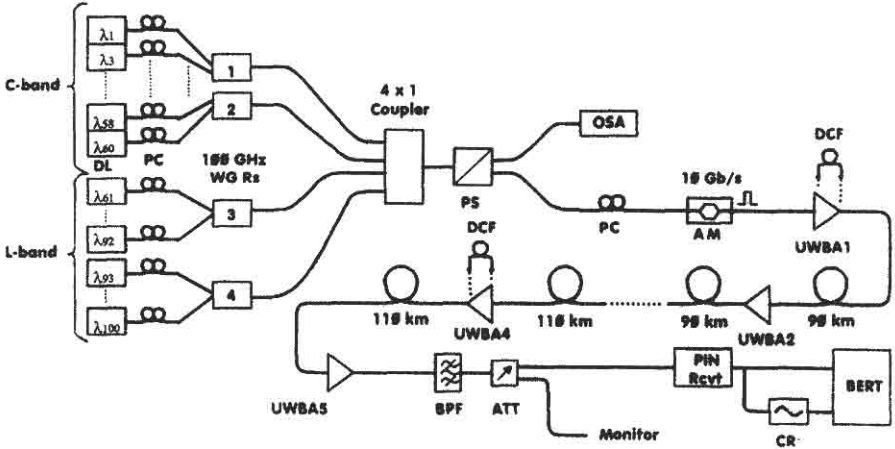 C-band
λ1
λ3
λ58
λ60
DL
PC
1
2
4 x 1
Coupler
100 GHz
WG Rs
L-band
λ61
λ92
λ93
λ100
3
4
PS
OSA
PC
10 Gb/s
AM
DCF
UWBA1
110 km
DCF
UWBA4
110 km
90 km
UWBA2
90 km
UWBA5
BPF
ATT
Monitor
PIN
Rcvt
CR
BERT